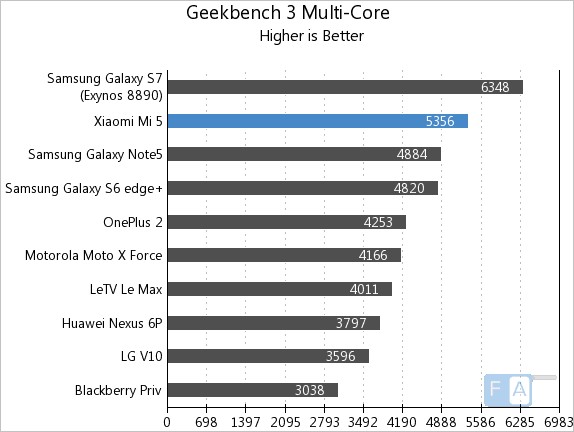 Geekbench 3 Multi-Core
Higher is Better
Samsung Galaxy S7
(Exynos 8890)
6348
Xiaomi Mi 5
5356
Samsung Galaxy Note5
4884
Samsung Galaxy S6 edge+
4820
OnePlus 2
4253
Motorola Moto X Force
4166
LeTV Le Max
4011
Huawei Nexus 6P
3797
LG V10
3596
Blackberry Priv
3038
F A
0 698 1397 2095 2793 3492 4190 4888 5586 6285 6983